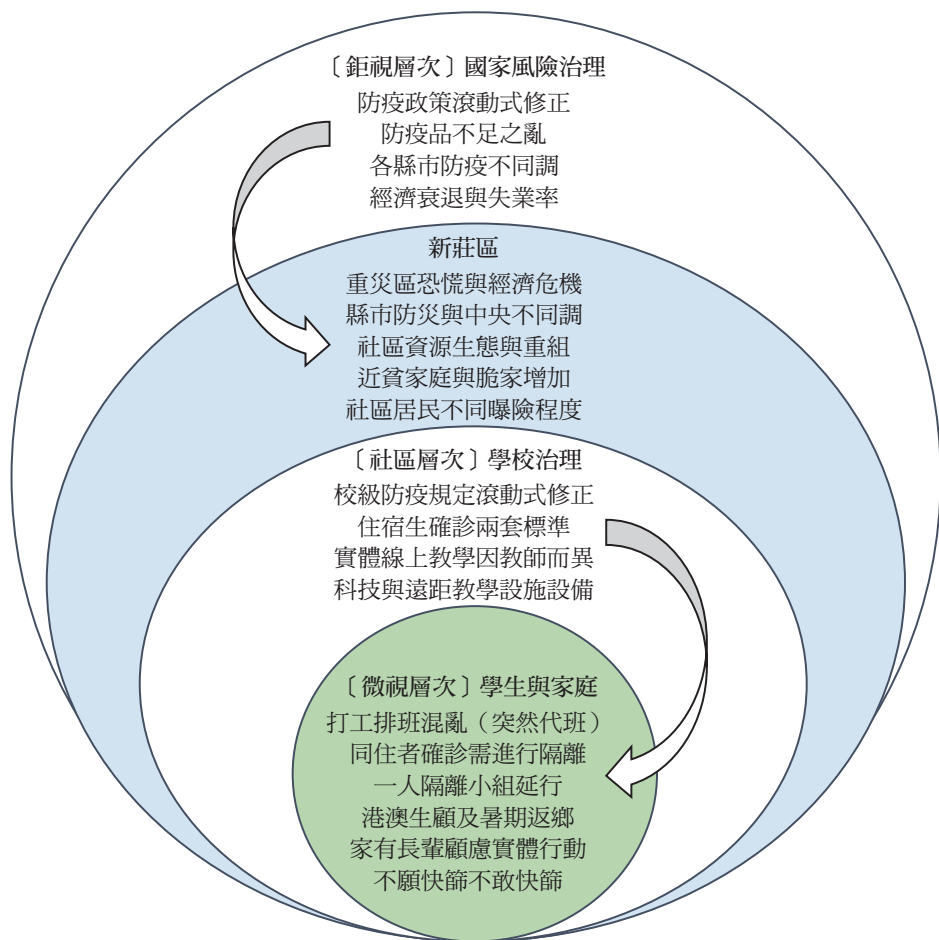 〔鉅視層次〕國家風險治理
防疫政策滾動式修正
防疫品不足之亂
各縣市防疫不同調
經濟衰退與失業率
新莊區
重災區恐慌與經濟危機
縣市防災與中央不同調
社區資源生態與重組
近貧家庭與脆家增加
社區居民不同曝險程度
〔社區層次〕學校治理
校級防疫規定滾動式修正
住宿生確診兩套標準
實體線上教學因教師而異
科技與遠距教學設施設備
〔微視層次〕學生與家庭
打工排班混亂（突然代班）
同住者確診需進行隔離
一人隔離小組延行
港澳生顧及暑期返鄉
家有長輩顧慮實體行動
不願快篩不敢快篩